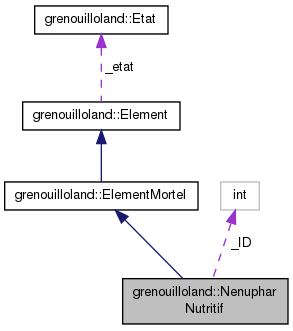 grenouilloland::Etat
_etat
grenouilloland::Element
grenouilloland::ElementMortel
int
_ID
grenouilloland::Nenuphar
Nutritif